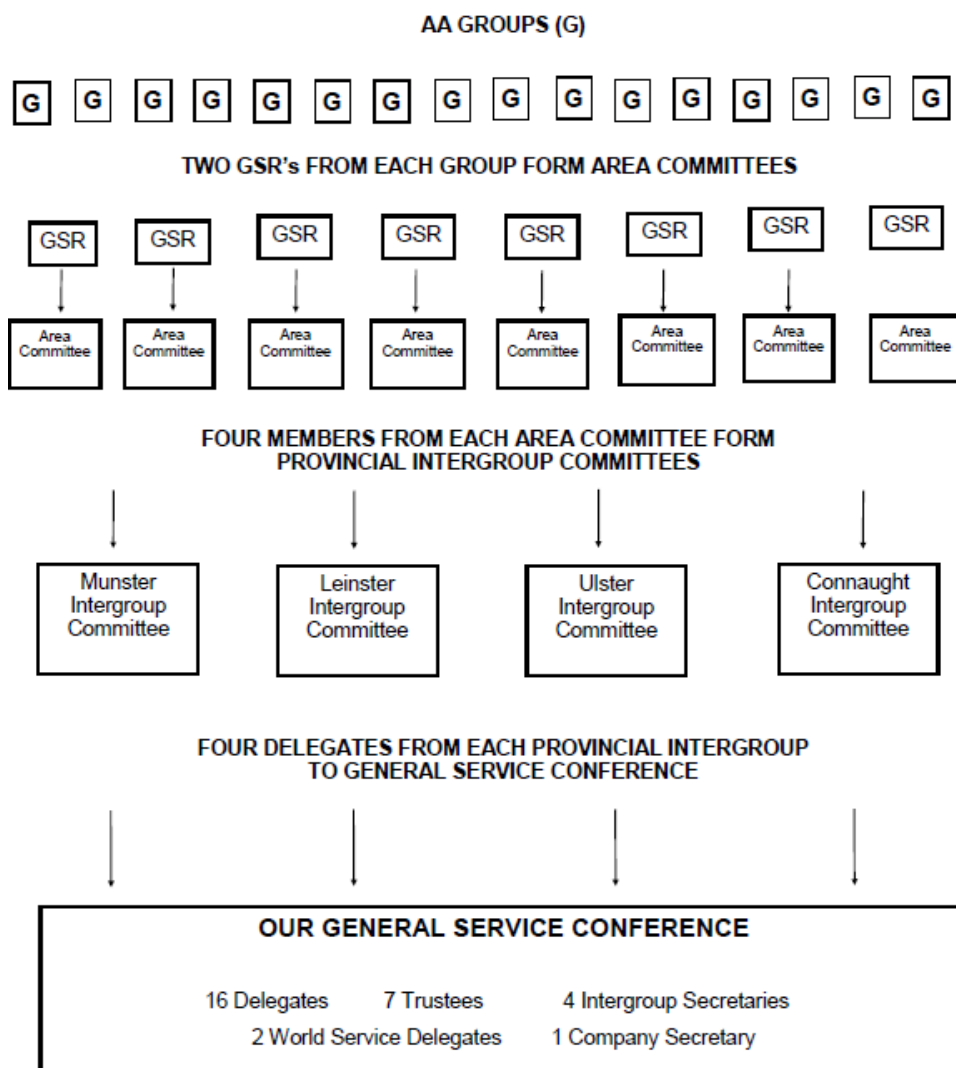 AA GROUPS (G)
G G G G G G G G G G G G G G G G
TWO GSR's FROM EACH GROUP FORM AREA COMMITTEES
GSR GSR GSR GSR GSR GSR GSR GSR
Area Committee
Area Committee
Area Committee
Area Committee
Area Committee
Area Committee
Area Committee
Area Committee
FOUR MEMBERS FROM EACH AREA COMMITTEE FORM
PROVINCIAL INTERGROUP COMMITTEES
Munster
Intergroup
Committee
Leinster
Intergroup
Committee
Ulster
Intergroup
Committee
Connaught
Intergroup
Committee
FOUR DELEGATES FROM EACH PROVINCIAL INTERGROUP
TO GENERAL SERVICE CONFERENCE
OUR GENERAL SERVICE CONFERENCE
16 Delegates 7 Trustees 4 Intergroup Secretaries
2 World Service Delegates 1 Company Secretary